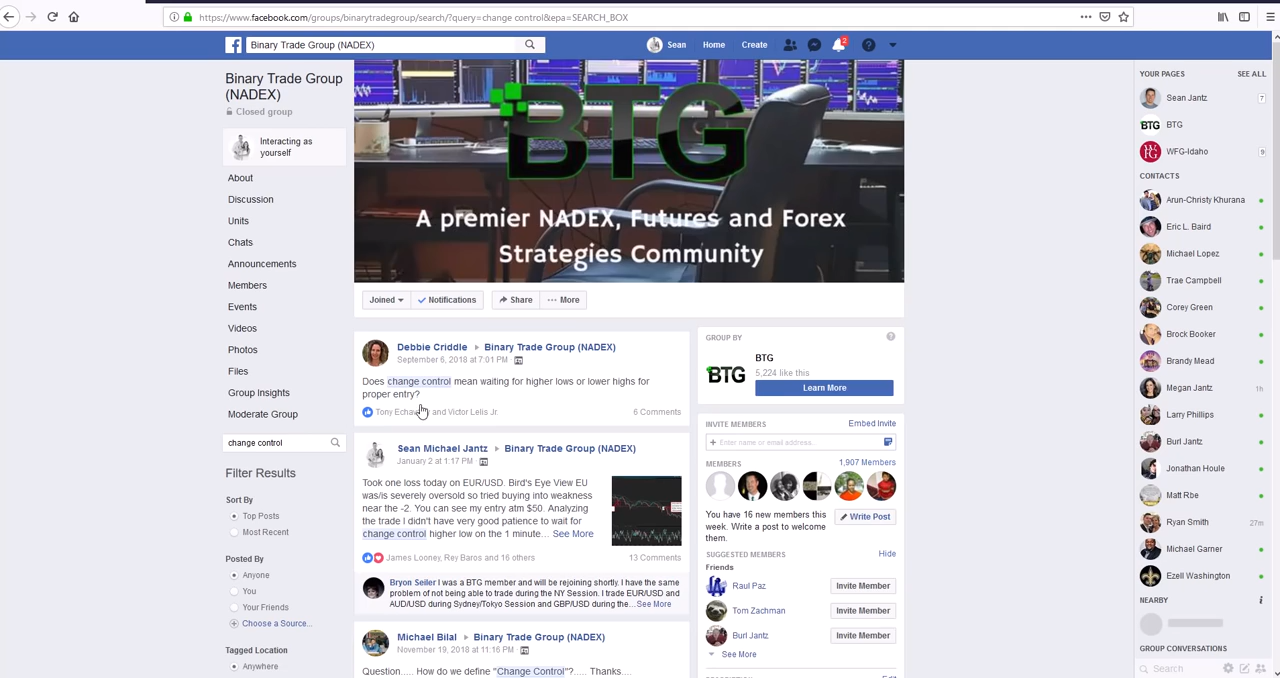 https://www.facebook.com/groups/binarytradegroup/search/?query=change control&epa=SEARCH_BOX
Binary Trade Group (NADEX)
Sean
Home
Create
2
Binary Trade Group
(NADEX)
Closed group
Interacting as
yourself
About
Discussion
Units
Chats
Announcements
Members
Events
Videos
Photos
Files
Group Insights
Moderate Group
change control
Filter Results
Sort By
Top Posts
Most Recent
Posted By
Anyone
You
Your Friends
Choose a Source...
Tagged Location
Anywhere
BTG
A premier NADEX, Futures and Forex
Strategies Community
Joined
Notifications
Share
More
Debbie Criddle
Binary Trade Group (NADEX)
September 6, 2018 at 7:01 PM
Does change control mean waiting for higher lows or lower highs for
proper entry?
Tony and Victor Lelis Jr.
6 Comments
Sean Michael Jantz
Binary Trade Group (NADEX)
January 2 at 1:17 PM
Took one loss today on EUR/USD. Bird's Eye View EU
was/is severely oversold so tried buying into weakness
near the -2. You can see my entry atm $50. Analyzing
the trade I didn't have very good patience to wait for
change control higher low on the 1 minute... See More
James Looney, Rey Baros and 16 others
13 Comments
Bryon Seiler I was a BTG member and will be rejoining shortly. I have the same
problem of not being able to trade during the NY Session. I trade EUR/USD and
AUD/USD during Sydney/Tokyo Session and GBP/USD during the... See More
Michael Bilal
Binary Trade Group (NADEX)
November 19, 2018 at 11:16 PM
Question..... How do we define "Change Control"?..... Thanks....
GROUP BY
BTG
BTG
5,224 like this
Learn More
INVITE MEMBERS
Embed Invite
+ Enter name or email address.
MEMBERS
1,907 Members
You have 16 new members this
week. Write a post to welcome
them.
Write Post
SUGGESTED MEMBERS
Hide
Friends
Raul Paz
Invite Member
Tom Zachman
Invite Member
Burl Jantz
Invite Member
See More
YOUR PAGES
SEE ALL
Sean Jantz
7
BTG
BTG
WFG-Idaho
9
CONTACTS
Arun-Christy Khurana
Eric L. Baird
Michael Lopez
Trae Campbell
Corey Green
Brock Booker
Brandy Mead
Megan Jantz
1h
Larry Phillips
Burl Jantz
Jonathan Houle
Matt Rbe
Ryan Smith
27m
Michael Garner
Ezell Washington
NEARBY
GROUP CONVERSATIONS
Search